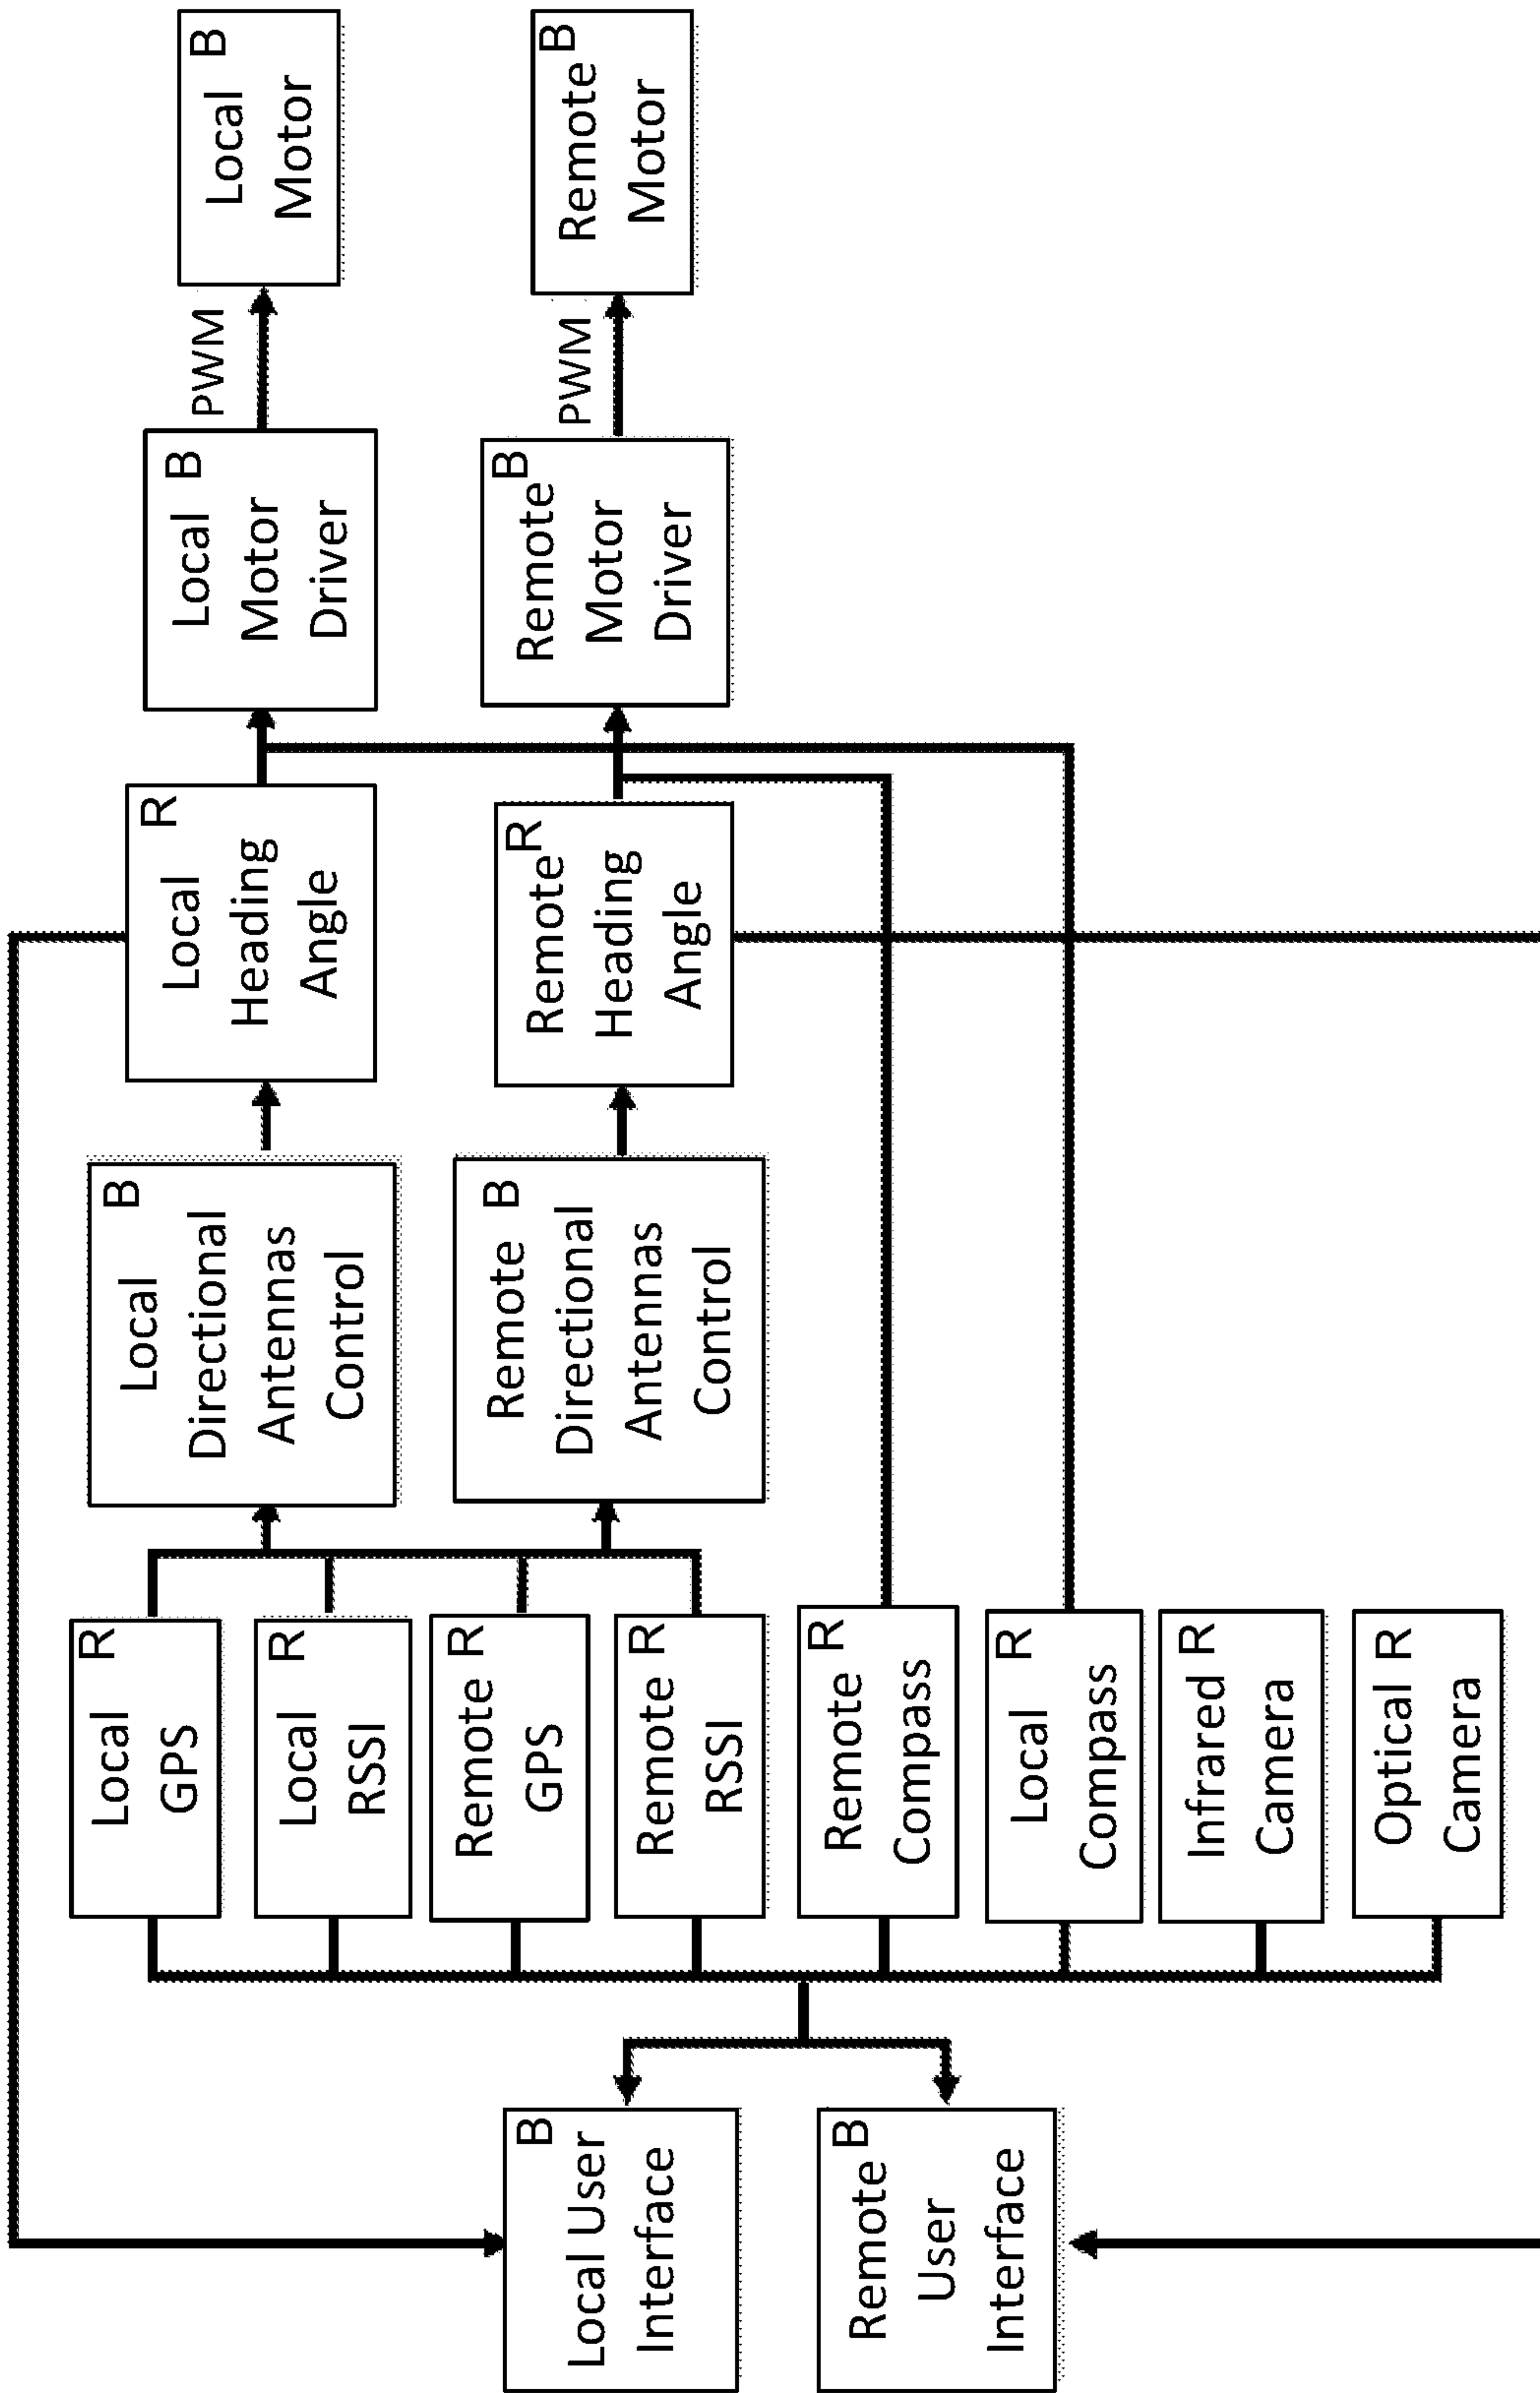 Local User B
Interface
Remote B
User
Interface
Local R
GPS
Local R
RSSI
Remote R
GPS
Remote R
RSSI
Remote R
Compass
Local R
Compass
Infrared R
Camera
Optical R
Camera
Local B
Directional
Antennas
Control
Remote B
Directional
Antennas
Control
Local R
Heading
Angle
Remote R
Heading
Angle
Local B
Motor
Driver
Remote B
Motor
Driver
PWM
PWM
Local B
Motor
Remote B
Motor